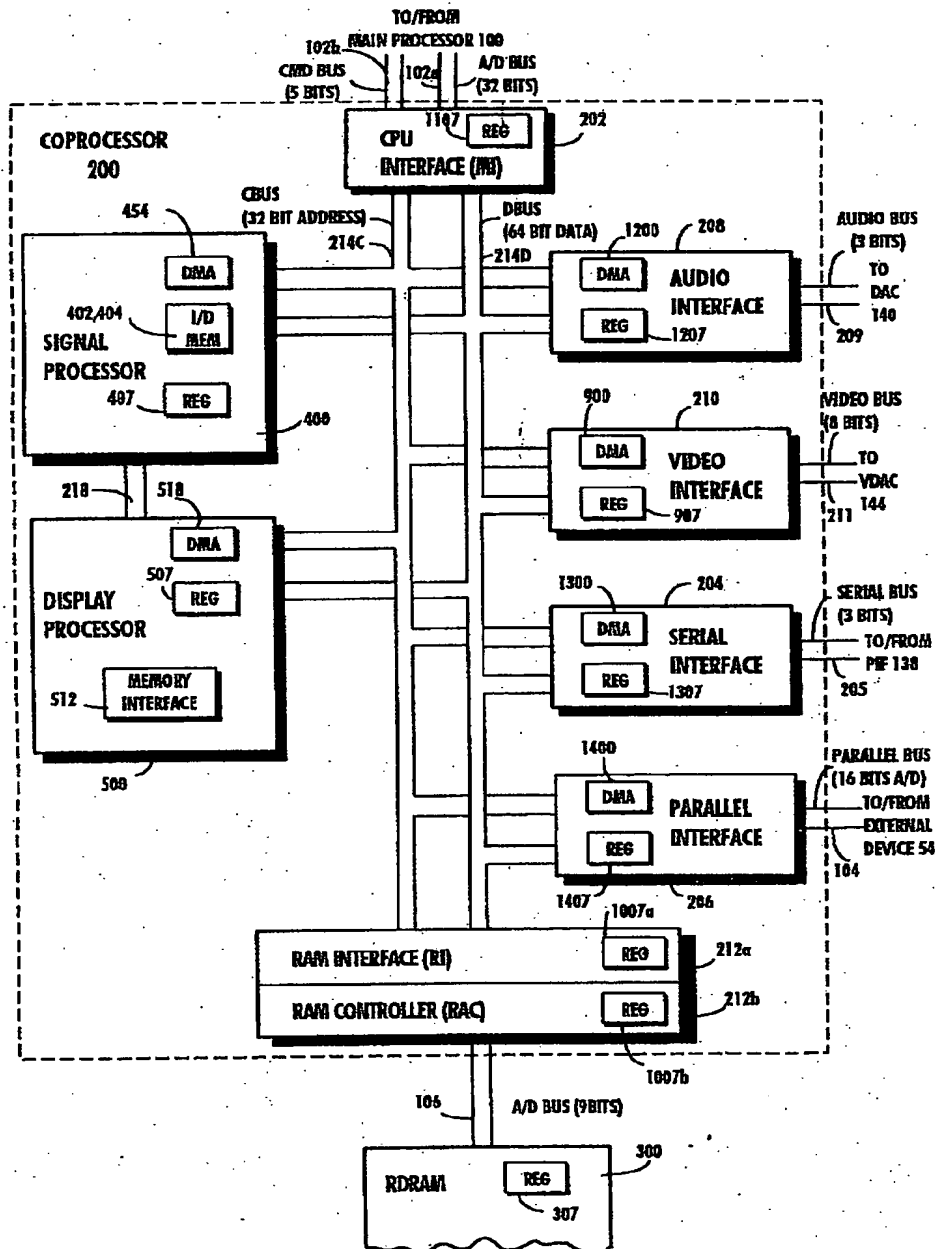 TO/FROM
MAIN PROCESSOR 100
102b
CMD BUS
(5 BITS)
102a
A/D BUS
(32 BITS)
COPROCESSOR
200
1107
REG
CPU
INTERFACE (MI)
202
CBUS
(32 BIT ADDRESS)
214C
DBUS
(64 BIT DATA)
214D
454
DMA
402,404
I/D
MEM
SIGNAL
PROCESSOR
407
REG
400
1200
208
DMA
AUDIO
INTERFACE
REG
1207
AUDIO BUS
(3 BITS)
TO
DAC
140
209
900
210
DMA
VIDEO
INTERFACE
REG
907
VIDEO BUS
(8 BITS)
TO
VDAC
144
211
218
518
DMA
507
REG
DISPLAY
PROCESSOR
512
MEMORY
INTERFACE
500
1300
204
DMA
SERIAL
INTERFACE
REG
1307
SERIAL BUS
(3 BITS)
TO/FROM
PIF 138
205
1400
DMA
PARALLEL
INTERFACE
REG
1407
206
PARALLEL BUS
(16 BITS A/D)
TO/FROM
EXTERNAL
DEVICE 54
104
1007a
RAM INTERFACE (RI)
REG
212a
RAM CONTROLLER (RAC)
REG
212b
1007b
106
A/D BUS (9BITS)
300
RDRAM
REG
307